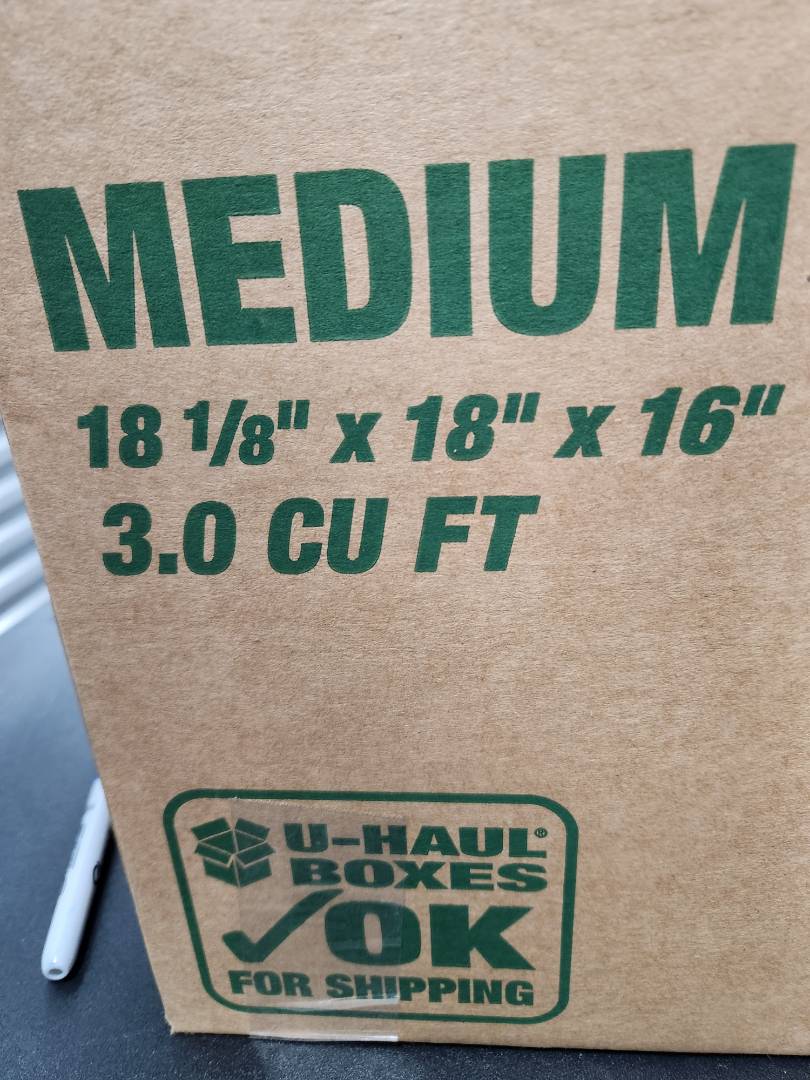 MEDIUM
18 1/8" x 18" x 16"
3.0 CU FT
U-HAUL®
BOXES
✓OK
FOR SHIPPING